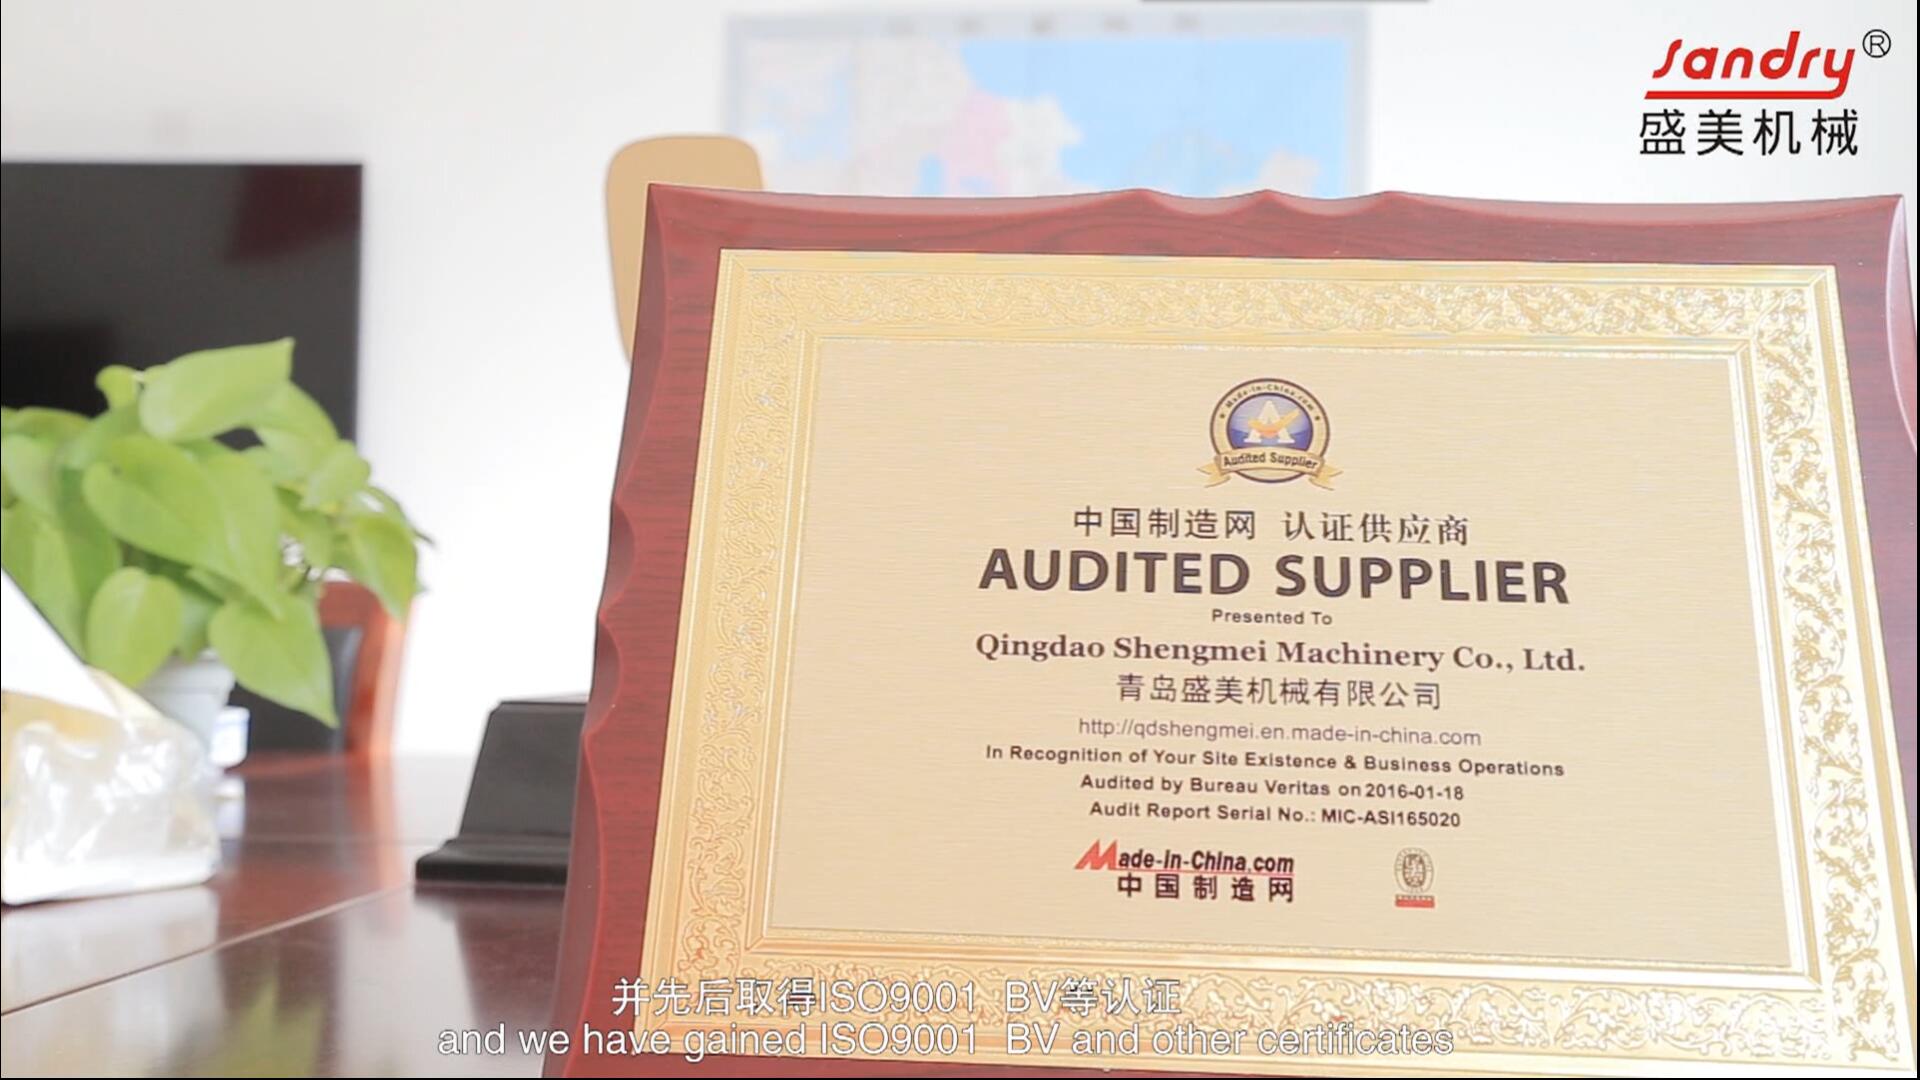 Sandry®
盛美机械
Made-in-China.com
Audited Supplier
中国制造网 认证供应商
AUDITED SUPPLIER
Presented To
Qingdao Shengmei Machinery Co., Ltd.
青岛盛美机械有限公司
http://qdshengmei.en.made-in-china.com
In Recognition of Your Site Existence & Business Operations
Audited by Bureau Veritas on 2016-01-18
Audit Report Serial No.: MIC-ASI165020
Made-in-China.com
中国制造网
并先后取得ISO9001 BV等认证
and we have gained ISO9001 BV and other certificates